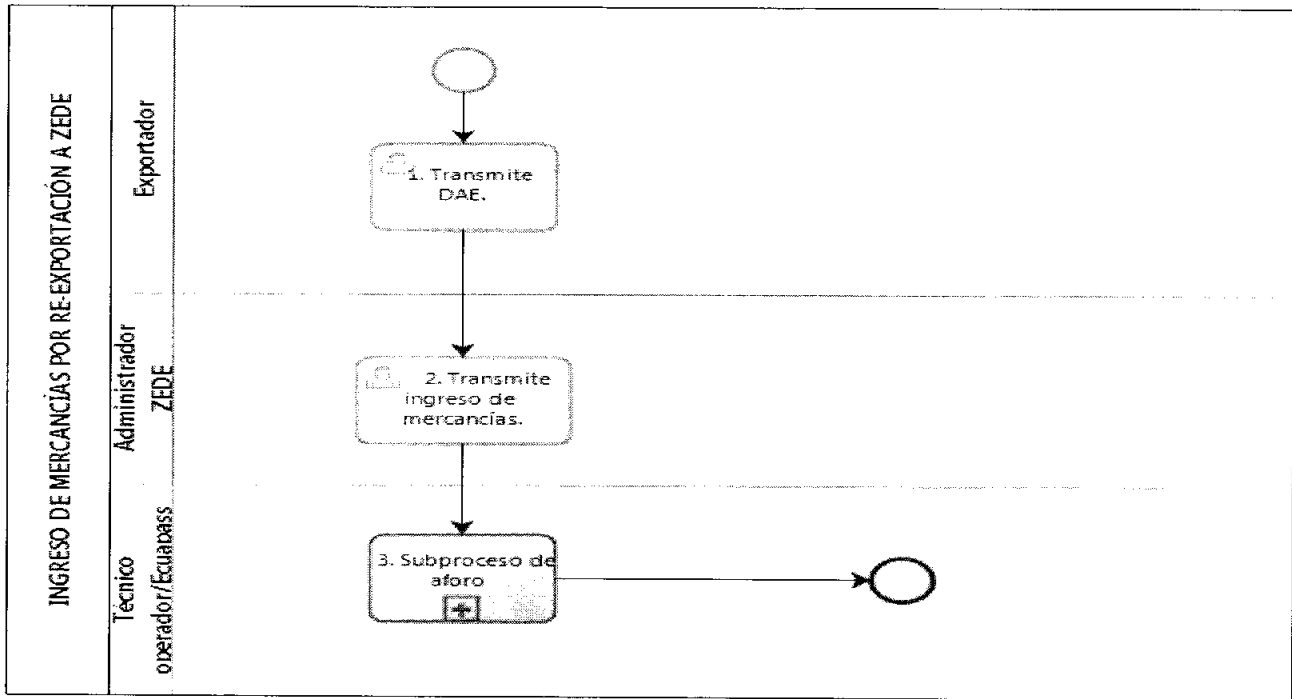 INGRESO DE MERCANCÍAS POR RE-EXPORTACIÓN A ZEDE
Exportador
1. Transmite
DAE.
Administrador
ZEDE
2. Transmite
ingreso de
mercancías.
Técnico
operador/Ecuapass
3. Subproceso de
aforo